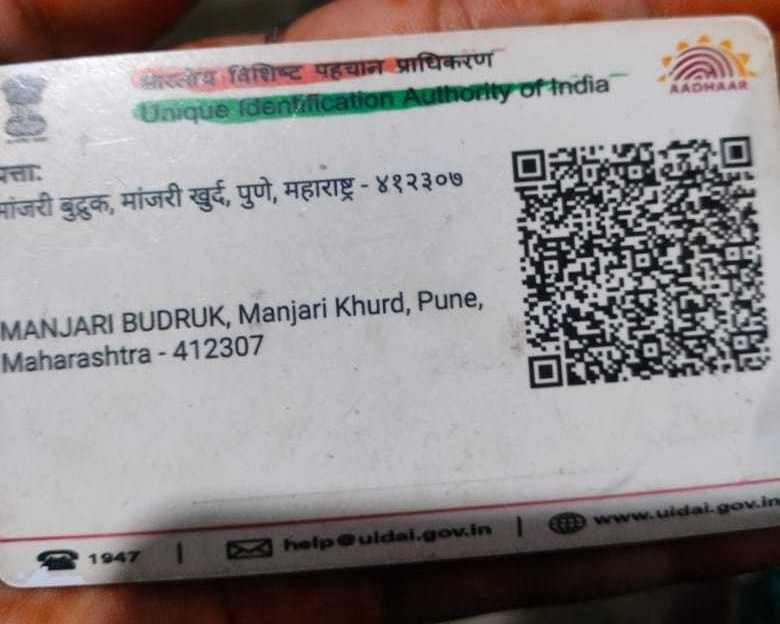 भारतीय विशिष्ट पहचान प्राधिकरण
Unique Identification Authority of India
AADHAAR
पत्ता:
मांजरी बुद्रुक, मांजरी खुर्द, पुणे, महाराष्ट्र - ४१२३०७
MANJARI BUDRUK, Manjari Khurd, Pune,
Maharashtra - 412307
1947 | help@uidai.gov.in | www.uidai.gov.in